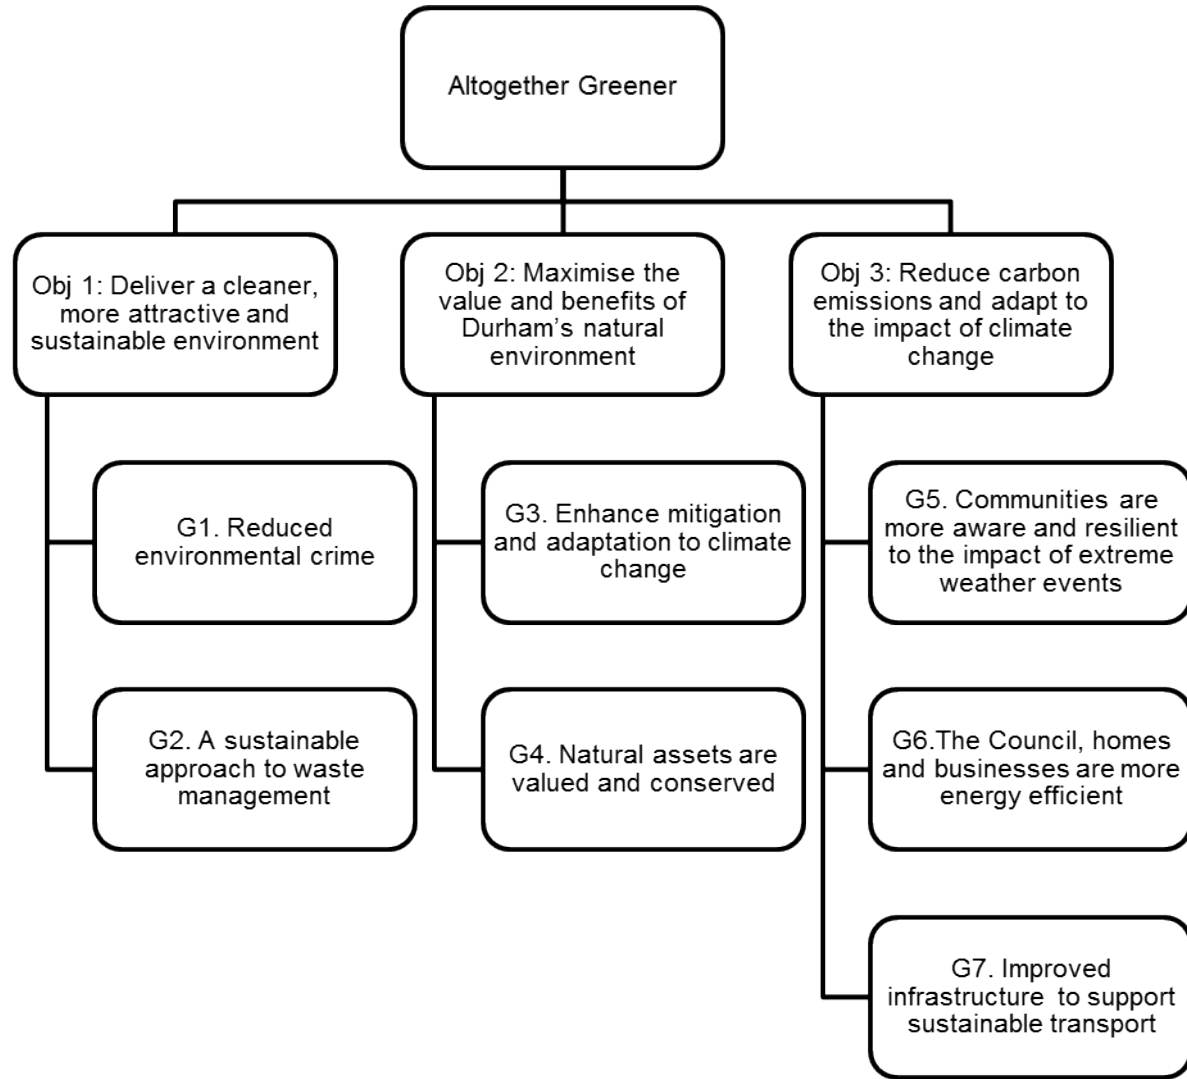 Altogether Greener
Obj 1: Deliver a cleaner,
more attractive and
sustainable environment
Obj 2: Maximise the
value and benefits of
Durham’s natural
environment
Obj 3: Reduce carbon
emissions and adapt to
the impact of climate
change
G1. Reduced
environmental crime
G2. A sustainable
approach to waste
management
G3. Enhance mitigation
and adaptation to climate
change
G4. Natural assets are
valued and conserved
G5. Communities are
more aware and resilient
to the impact of extreme
weather events
G6.The Council, homes
and businesses are more
energy efficient
G7. Improved
infrastructure to support
sustainable transport